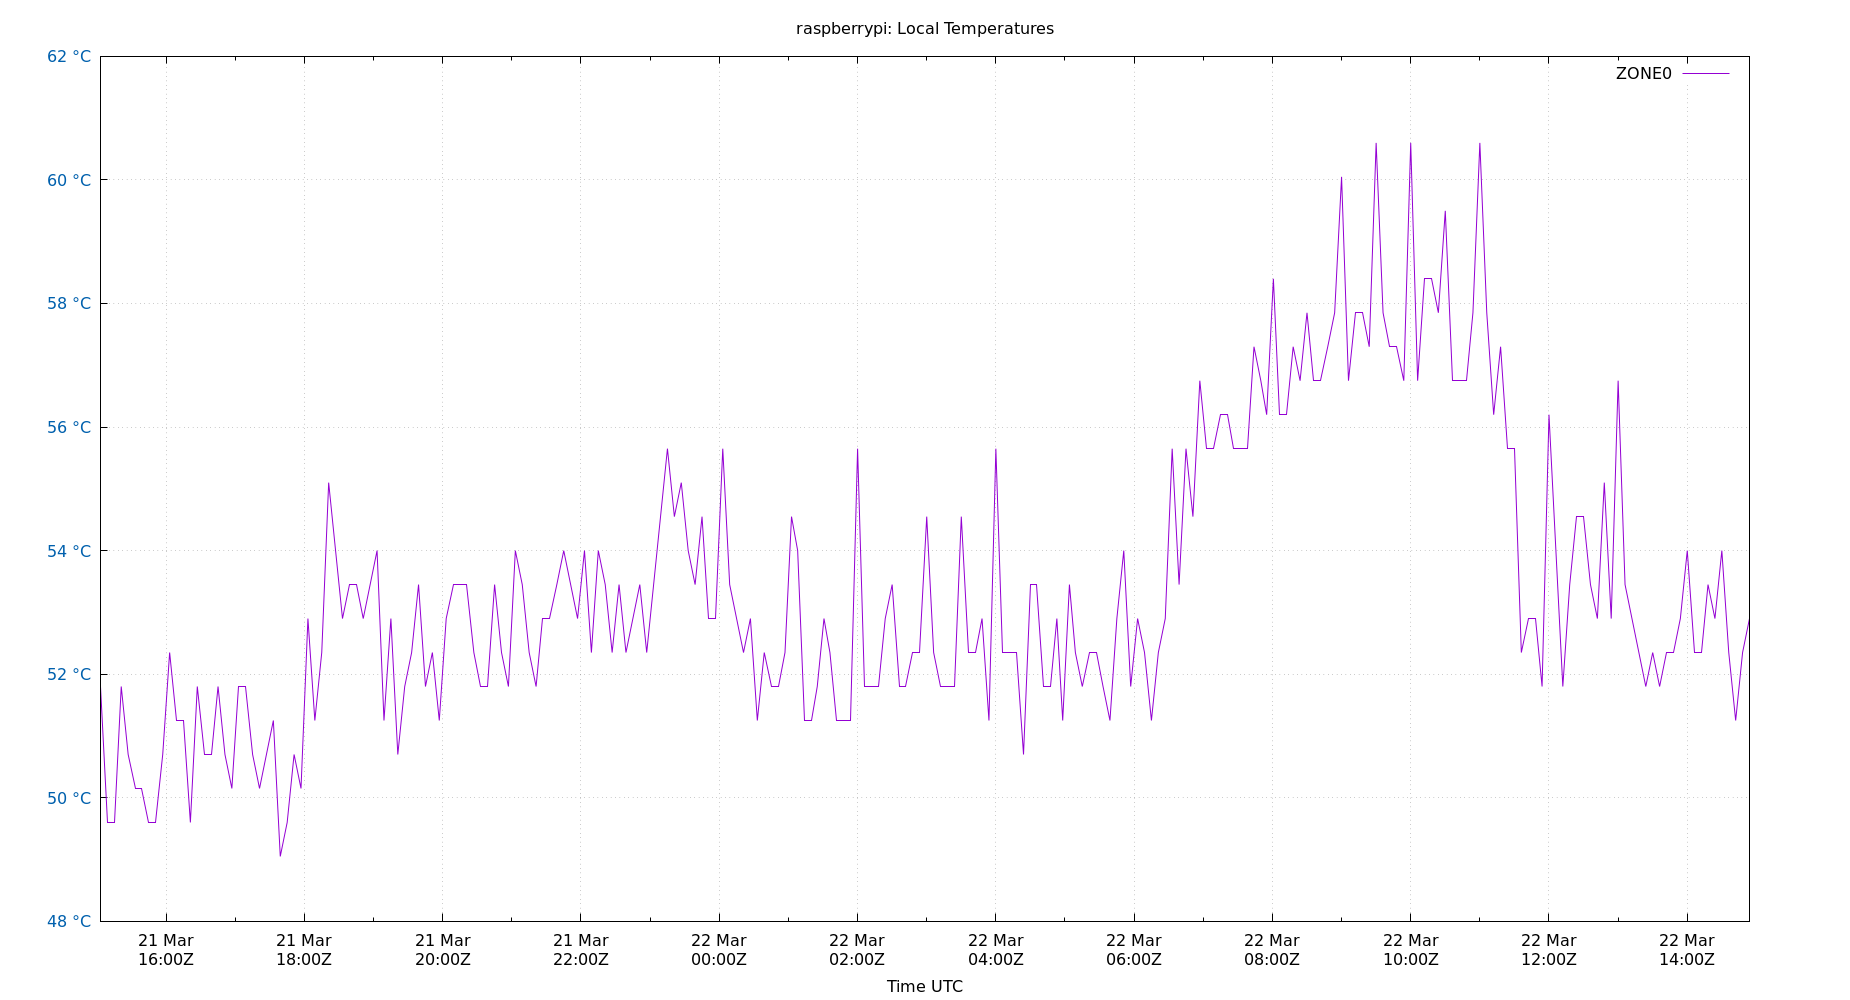 raspberrypi: Local Temperatures
62 °C
ZONE0
60 °C
58 °C
56 °C
54 °C
52 °C
50 °C
48 °C
21 Mar 21 Mar 21 Mar 21 Mar 22 Mar 22 Mar 22 Mar 22 Mar 22 Mar 22 Mar 22 Mar 22 Mar
16:00Z 18:00Z 20:00Z 22:00Z 00:00Z 02:00Z 04:00Z 06:00Z 08:00Z 10:00Z 12:00Z 14:00Z
Time UTC